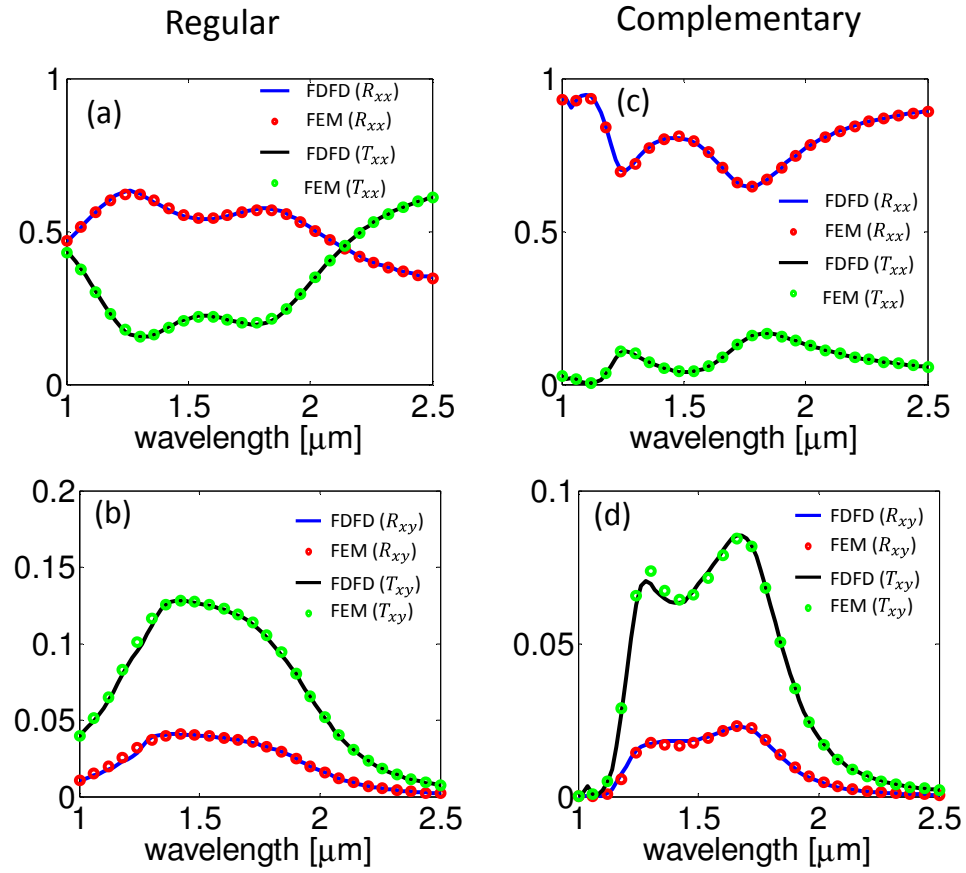 Regular
Complementary
(a)
FDFD (Rxx)
FEM (Rxx)
FDFD (Txx)
FEM (Txx)
1
0.5
0
1
1.5
2
2.5
wavelength [μm]
(c)
FDFD (Rxx)
FEM (Rxx)
FDFD (Txx)
FEM (Txx)
1
0.5
0
1
1.5
2
2.5
wavelength [μm]
(b)
FDFD (Rxy)
FEM (Rxy)
FDFD (Txy)
FEM (Txy)
0.2
0.15
0.1
0.05
0
1
1.5
2
2.5
wavelength [μm]
(d)
FDFD (Rxy)
FEM (Rxy)
FDFD (Txy)
FEM (Txy)
0.1
0.05
0
1
1.5
2
2.5
wavelength [μm]